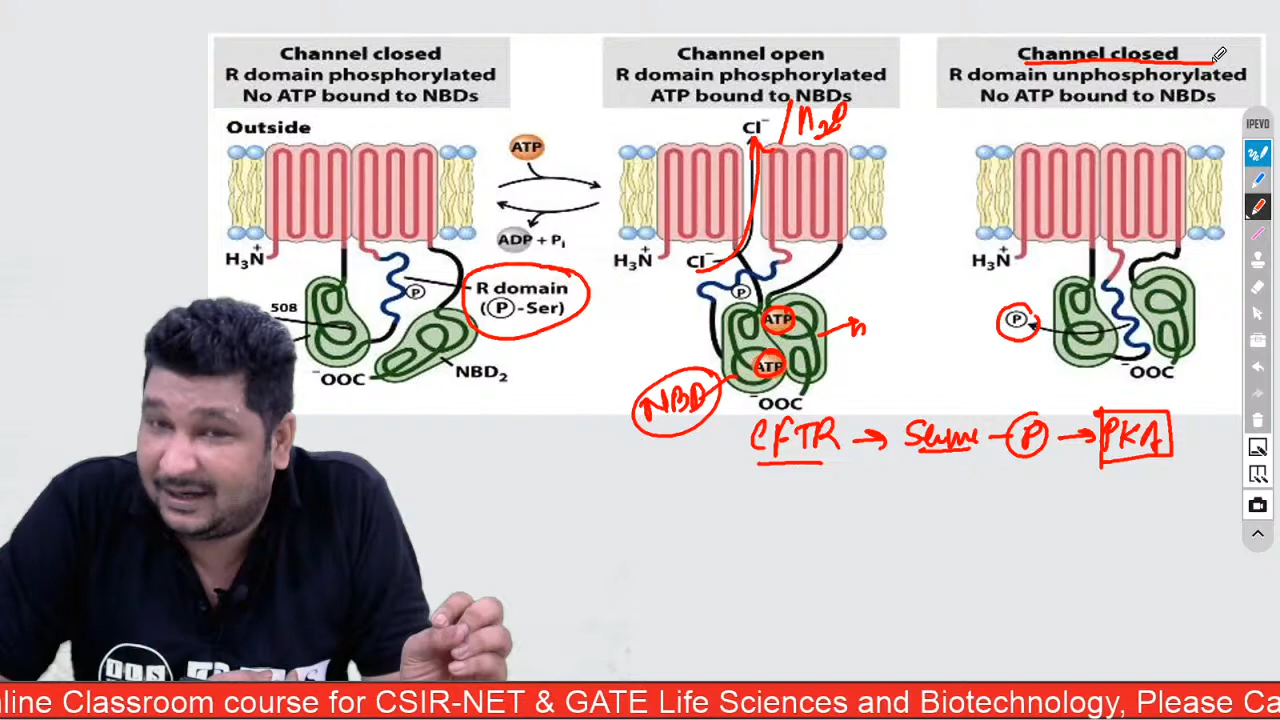 Channel closed
R domain phosphorylated
No ATP bound to NBDs
Channel open
R domain phosphorylated
ATP bound to NBDs
Channel closed
R domain unphosphorylated
No ATP bound to NBDs
IPEVO
Outside
ATP
ADP + Pi
H3N+
508
P
R domain
(P-Ser)
NBD2
-OOC
Cl-
H2O
H3N+
Cl-
P
ATP
ATP
n
NBD
-OOC
H3N+
P
-OOC
CFTR → Serine - P → PKA
nline Classroom course for CSIR-NET & GATE Life Sciences and Biotechnology, Please Ca